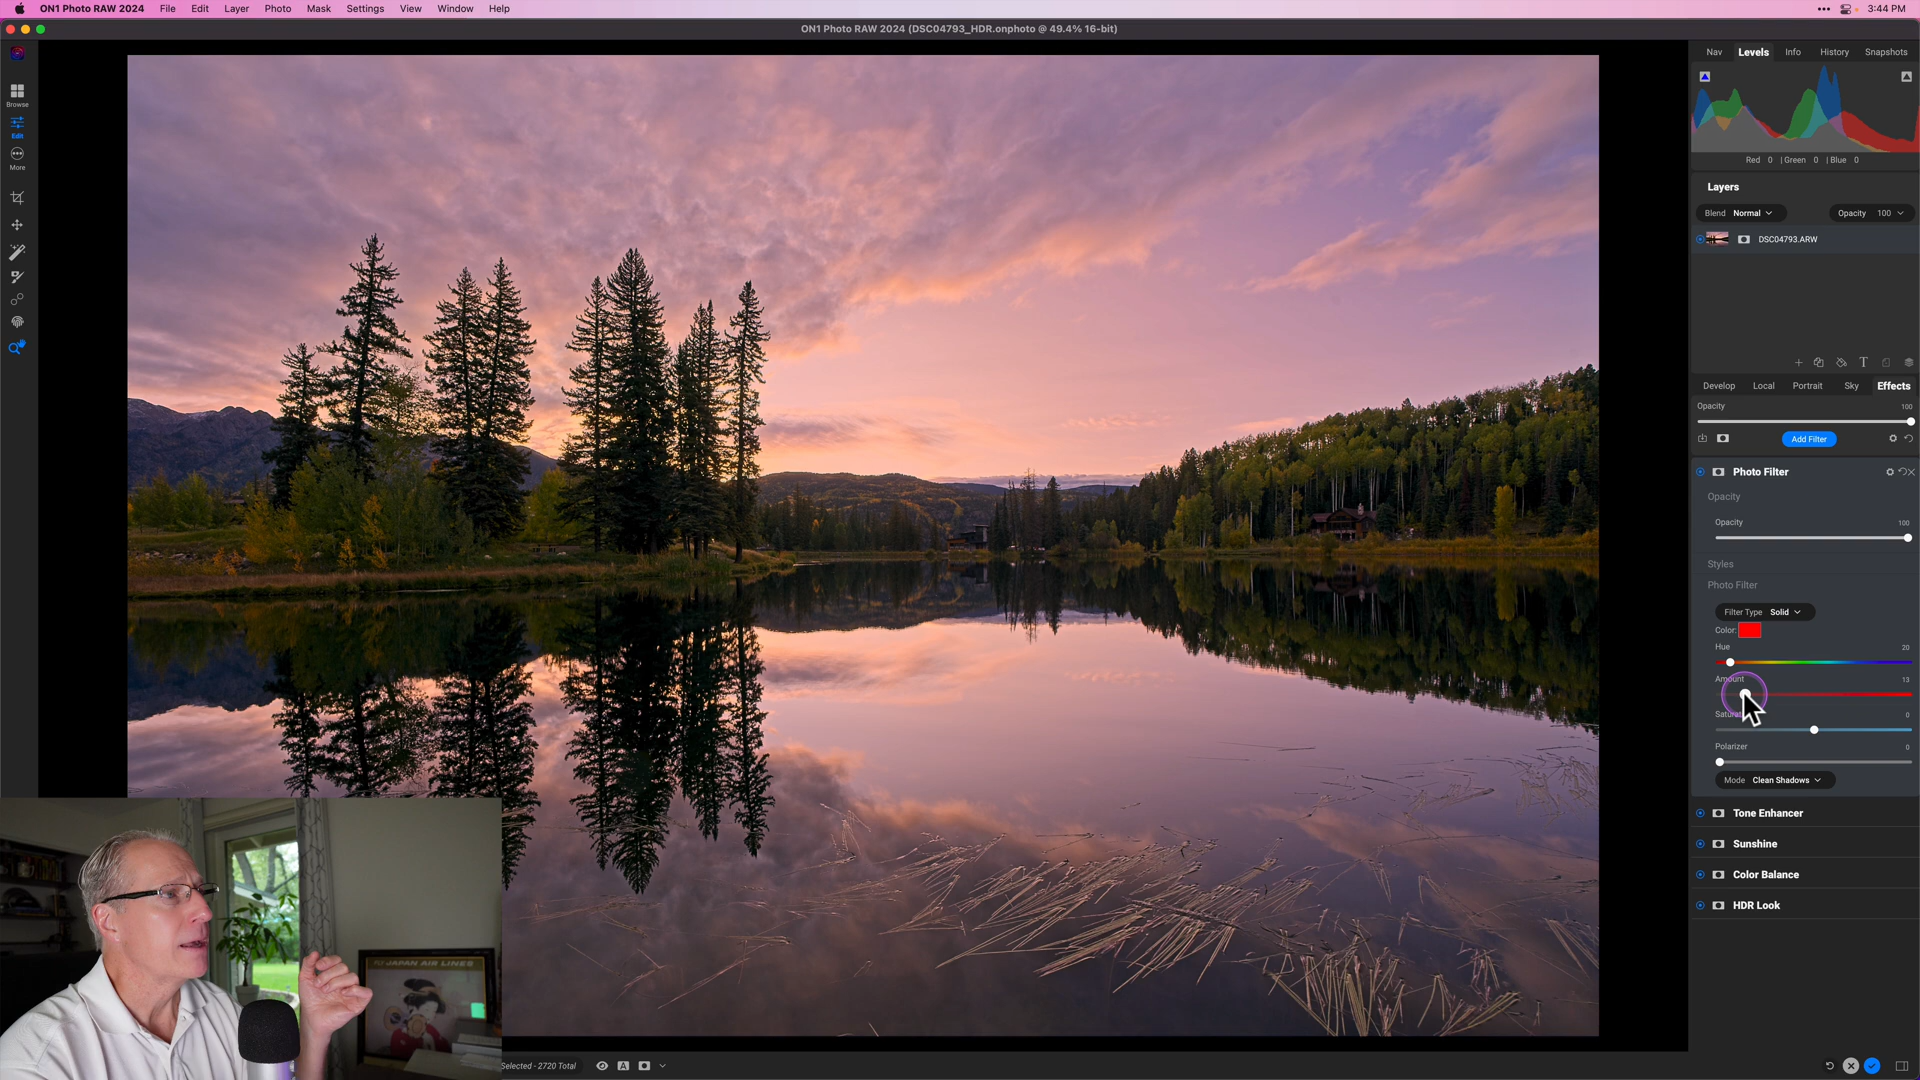 ON1 Photo RAW 2024 File Edit Layer Photo Mask Settings View Window Help 3:44 PM
ON1 Photo RAW 2024 (DSC04793_HDR.onphoto @ 49.4% 16-bit)
Browse
Edit
More
Nav Levels Info History Snapshots
Red 0 | Green 0 | Blue 0
Layers
Blend Normal Opacity 100
DSC04793.ARW
Develop Local Portrait Sky Effects
Opacity 100
Add Filter
Photo Filter
Opacity
Opacity 100
Styles
Photo Filter
Filter Type Solid
Color:
Hue 20
Amount 13
Satura 0
Polarizer 0
Mode Clean Shadows
Tone Enhancer
Sunshine
Color Balance
HDR Look
JAPAN AIR LINES
Selected - 2720 Total